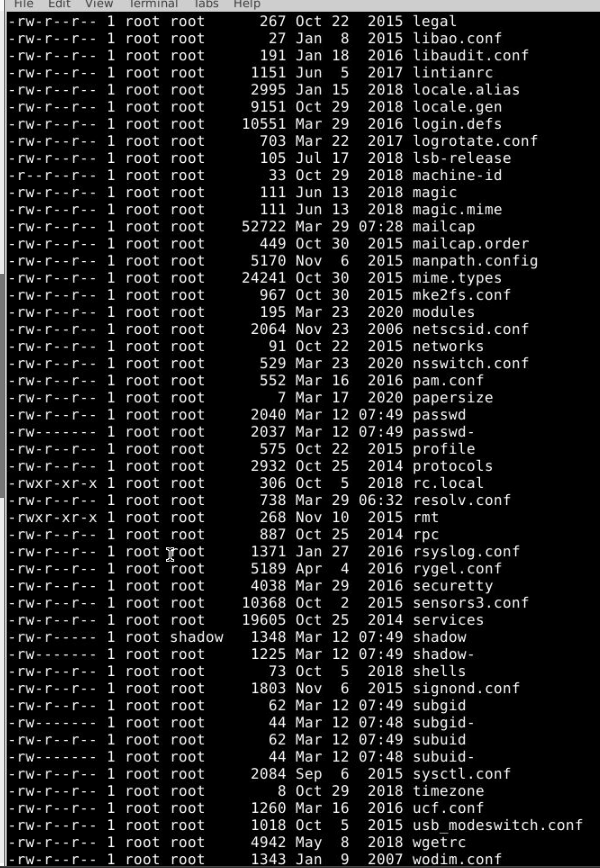 File Edit View Terminal Tabs Help
-rw-r--r-- 1 root root 267 Oct 22 2015 legal
-rw-r--r-- 1 root root 27 Jan 8 2015 libao.conf
-rw-r--r-- 1 root root 191 Jan 18 2016 libaudit.conf
-rw-r--r-- 1 root root 1151 Jun 5 2017 lintianrc
-rw-r--r-- 1 root root 2995 Jan 15 2018 locale.alias
-rw-r--r-- 1 root root 9151 Oct 29 2018 locale.gen
-rw-r--r-- 1 root root 10551 Mar 29 2016 login.defs
-rw-r--r-- 1 root root 703 Mar 22 2017 logrotate.conf
-rw-r--r-- 1 root root 105 Jul 17 2018 lsb-release
-r--r--r-- 1 root root 33 Oct 29 2018 machine-id
-rw-r--r-- 1 root root 111 Jun 13 2018 magic
-rw-r--r-- 1 root root 111 Jun 13 2018 magic.mime
-rw-r--r-- 1 root root 52722 Mar 29 07:28 mailcap
-rw-r--r-- 1 root root 449 Oct 30 2015 mailcap.order
-rw-r--r-- 1 root root 5170 Nov 6 2015 manpath.config
-rw-r--r-- 1 root root 24241 Oct 30 2015 mime.types
-rw-r--r-- 1 root root 967 Oct 30 2015 mke2fs.conf
-rw-r--r-- 1 root root 195 Mar 23 2020 modules
-rw-r--r-- 1 root root 2064 Nov 23 2006 netscsid.conf
-rw-r--r-- 1 root root 91 Oct 22 2015 networks
-rw-r--r-- 1 root root 529 Mar 23 2020 nsswitch.conf
-rw-r--r-- 1 root root 552 Mar 16 2016 pam.conf
-rw-r--r-- 1 root root 7 Mar 17 2020 papersize
-rw-r--r-- 1 root root 2040 Mar 12 07:49 passwd
-rw------- 1 root root 2037 Mar 12 07:49 passwd-
-rw-r--r-- 1 root root 575 Oct 22 2015 profile
-rw-r--r-- 1 root root 2932 Oct 25 2014 protocols
-rwxr-xr-x 1 root root 306 Oct 5 2018 rc.local
-rw-r--r-- 1 root root 738 Mar 29 06:32 resolv.conf
-rwxr-xr-x 1 root root 268 Nov 10 2015 rmt
-rw-r--r-- 1 root root 887 Oct 25 2014 rpc
-rw-r--r-- 1 root root 1371 Jan 27 2016 rsyslog.conf
-rw-r--r-- 1 root root 5189 Apr 4 2016 rygel.conf
-rw-r--r-- 1 root root 4038 Mar 29 2016 securetty
-rw-r--r-- 1 root root 10368 Oct 2 2015 sensors3.conf
-rw-r--r-- 1 root root 19605 Oct 25 2014 services
-rw-r----- 1 root shadow 1348 Mar 12 07:49 shadow
-rw------- 1 root root 1225 Mar 12 07:49 shadow-
-rw-r--r-- 1 root root 73 Oct 5 2018 shells
-rw-r--r-- 1 root root 1803 Nov 6 2015 signond.conf
-rw-r--r-- 1 root root 62 Mar 12 07:49 subgid
-rw------- 1 root root 44 Mar 12 07:48 subgid-
-rw-r--r-- 1 root root 62 Mar 12 07:49 subuid
-rw------- 1 root root 44 Mar 12 07:48 subuid-
-rw-r--r-- 1 root root 2084 Sep 6 2015 sysctl.conf
-rw-r--r-- 1 root root 8 Oct 29 2018 timezone
-rw-r--r-- 1 root root 1260 Mar 16 2016 ucf.conf
-rw-r--r-- 1 root root 1018 Oct 5 2015 usb_modeswitch.conf
-rw-r--r-- 1 root root 4942 May 8 2018 wgetrc
-rw-r--r-- 1 root root 1343 Jan 9 2007 wodim.conf